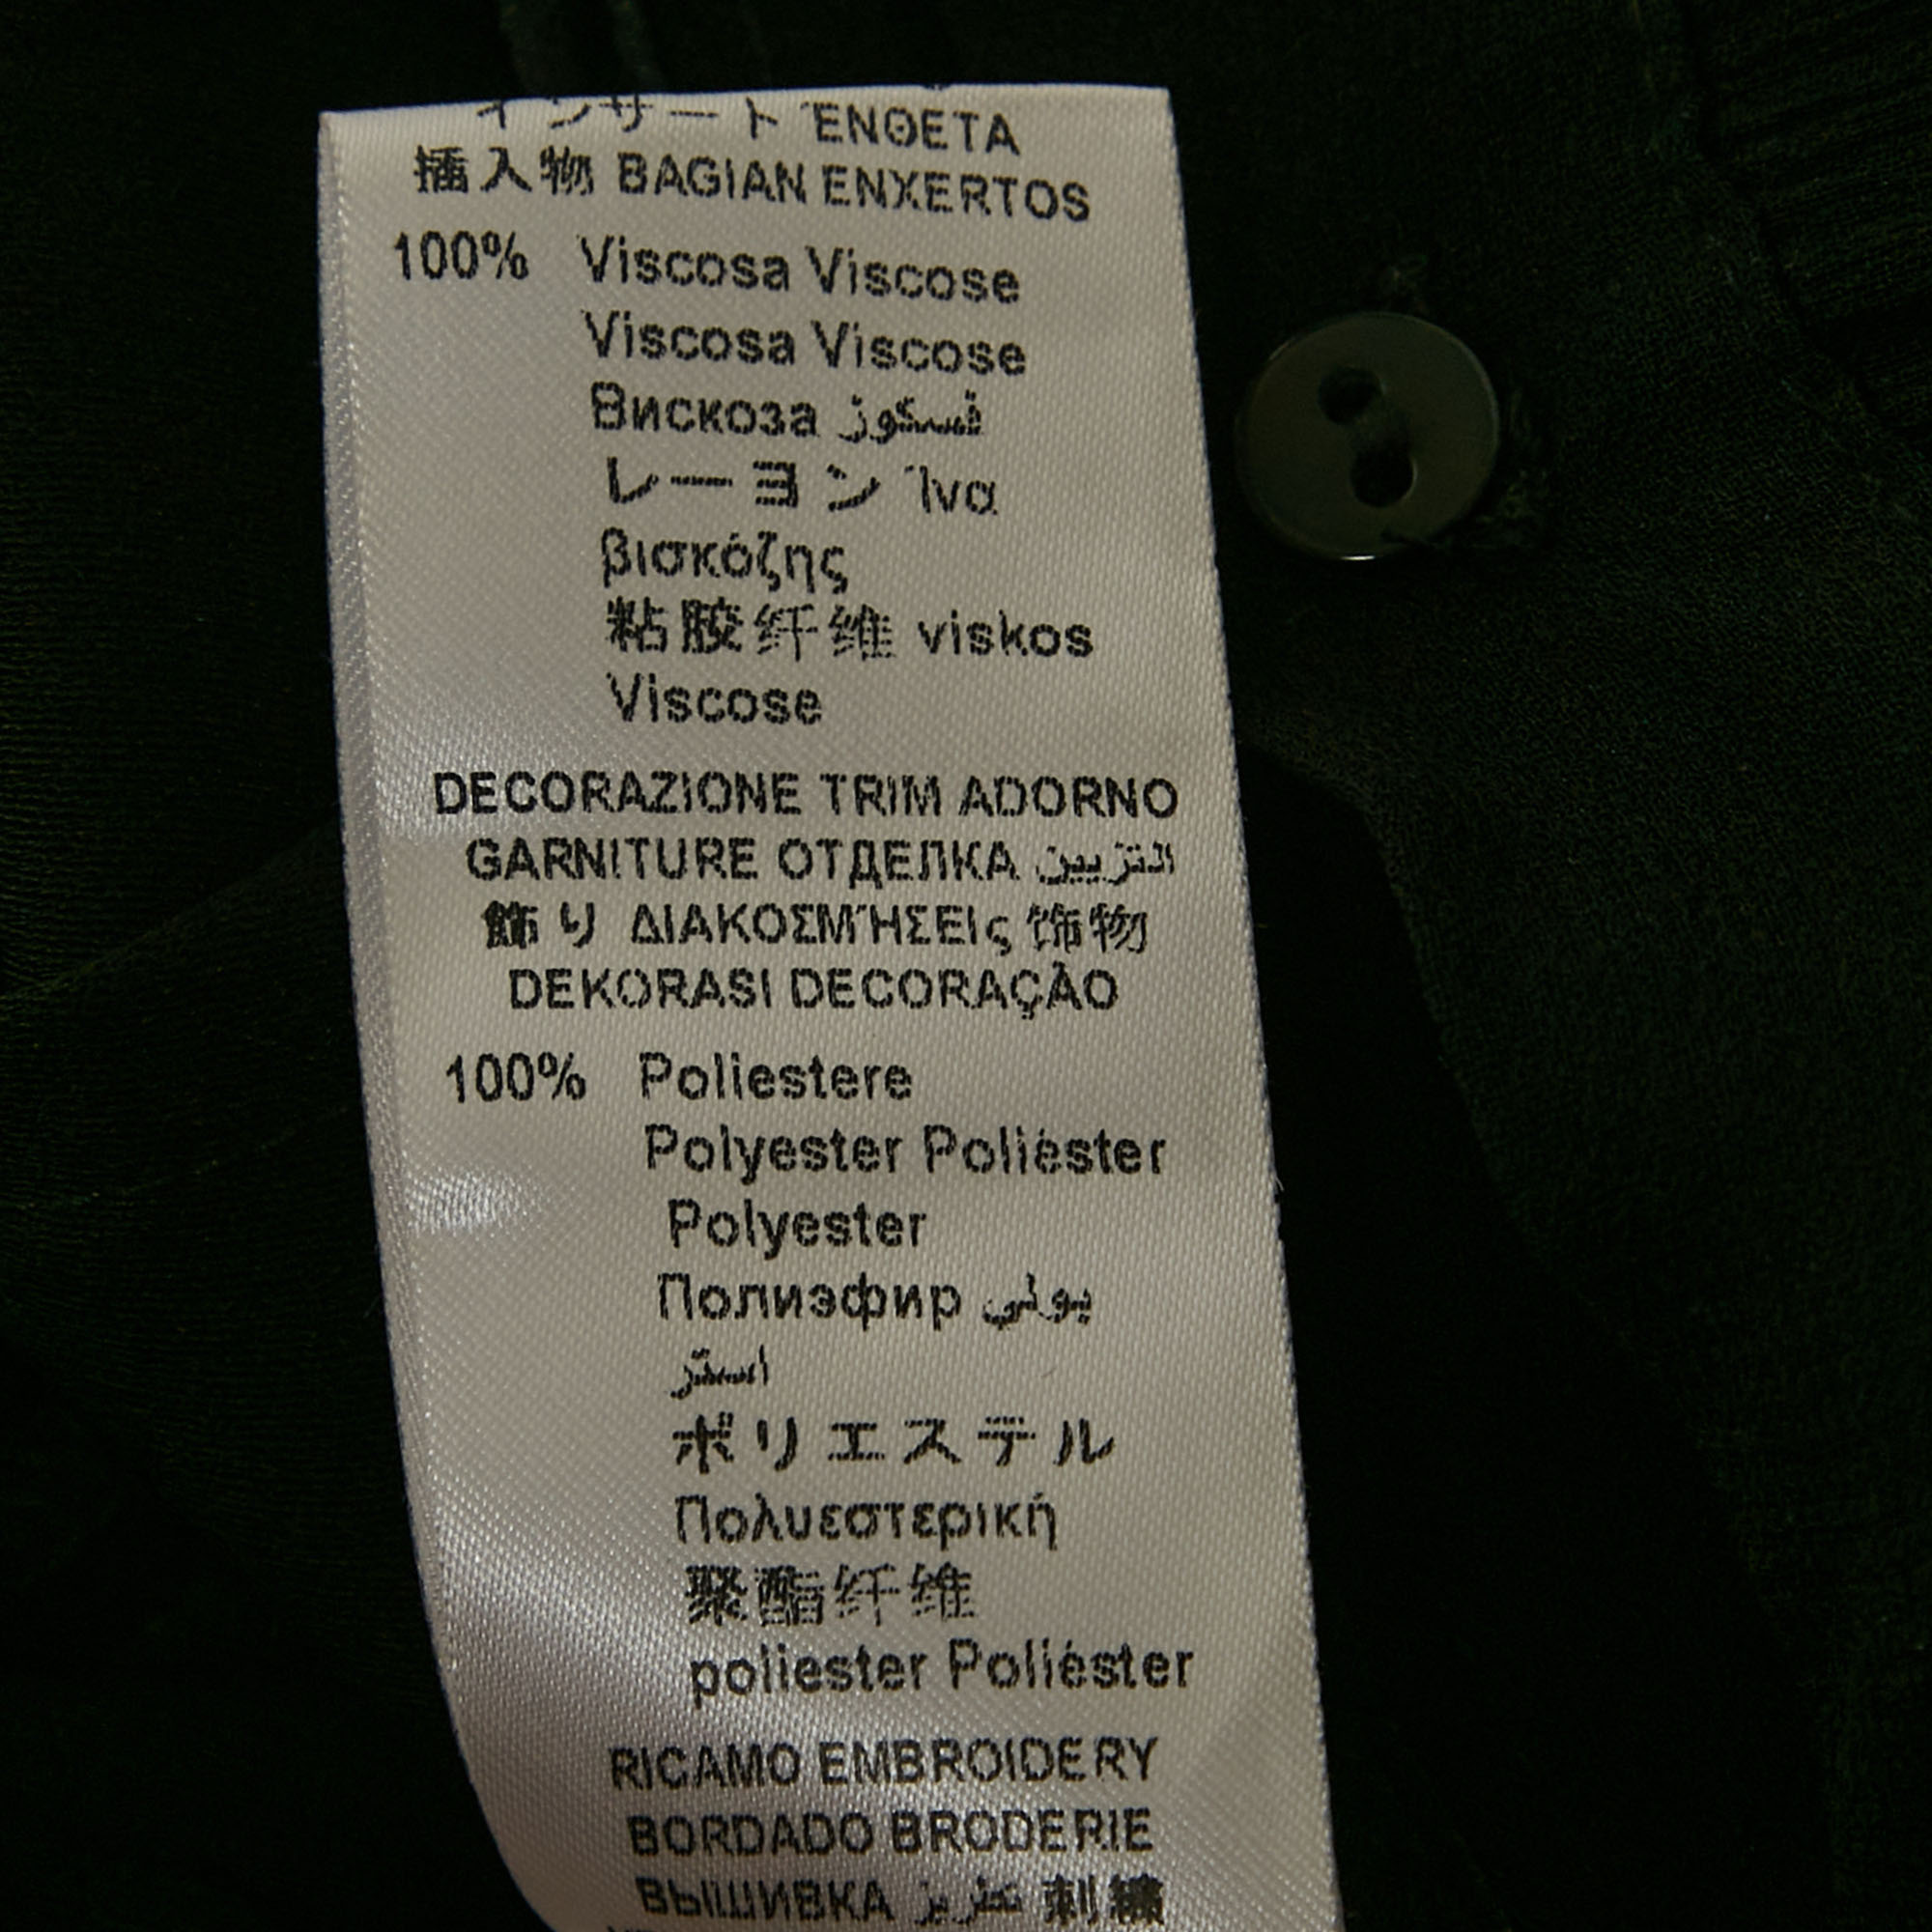 インサート ΈΝΘΕΤΑ
插入物 BAGIAN ENXERTOS
100% Viscosa Viscose
Viscosa Viscose
Вискоза فسكوز
レーヨン Ίνα
βισκόζης
粘胶纤维 viskos
Viscose
DECORAZIONE TRIM ADORNO
GARNITURE ОТДЕЛКА التزيين
飾り ΔΙΑΚΟΣΜΉΣΕΙς 饰物
DEKORASI DECORAÇÃO
100% Poliestere
Polyester Poliéster
Polyester
Полиэфир بولي
استر
ポリエステル
Πολυεστερική
聚酯纤维
poliester Poliéster
RICAMO EMBROIDERY
BORDADO BRODERIE
ВЫШИВКА تطريز 刺繍